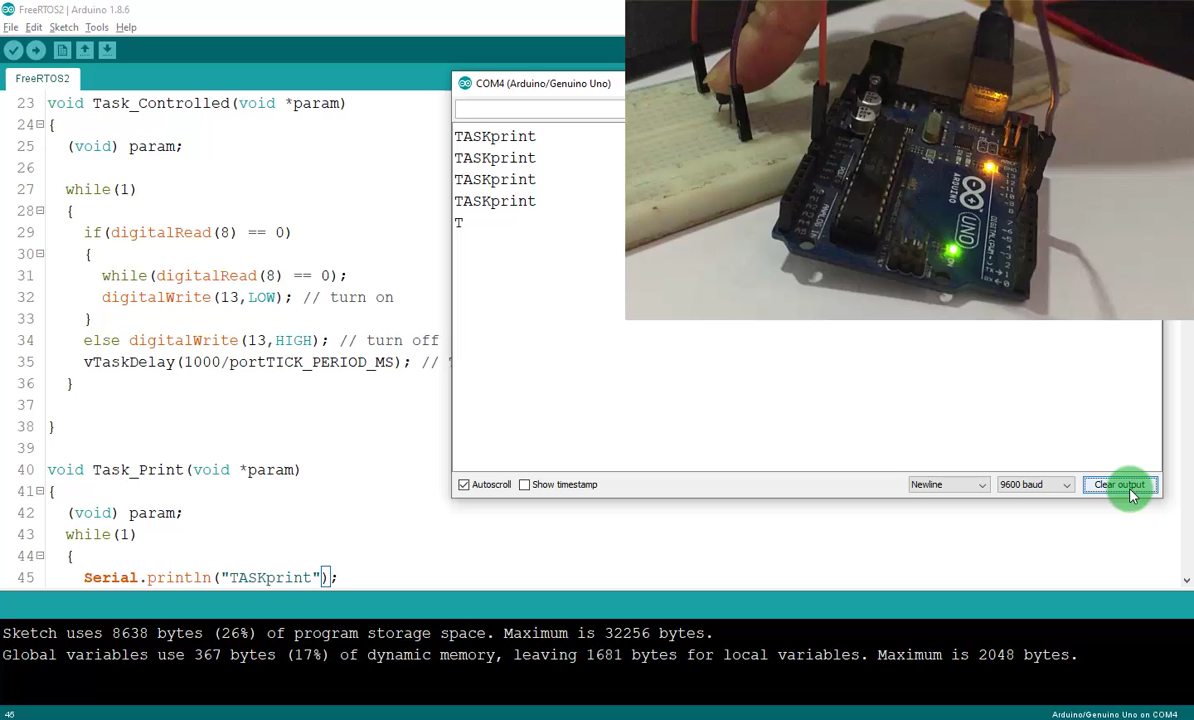 FreeRTOS2 | Arduino 1.8.6
File Edit Sketch Tools Help
FreeRTOS2
23 void Task_Controlled(void *param)
24 {
25 (void) param;
26
27 while(1)
28 {
29 if(digitalRead(8) == 0)
30 {
31 while(digitalRead(8) == 0);
32 digitalWrite(13,LOW); // turn on
33 }
34 else digitalWrite(13,HIGH); // turn off
35 vTaskDelay(1000/portTICK_PERIOD_MS); //
36 }
37
38 }
39
40 void Task_Print(void *param)
41 {
42 (void) param;
43 while(1)
44 {
45 Serial.println("TASKprint");
COM4 (Arduino/Genuino Uno)
TASKprint
TASKprint
TASKprint
TASKprint
T
Autoscroll Show timestamp Newline 9600 baud Clear output
ARDUINO
UNO
ANALOG IN
Sketch uses 8638 bytes (26%) of program storage space. Maximum is 32256 bytes.
Global variables use 367 bytes (17%) of dynamic memory, leaving 1681 bytes for local variables. Maximum is 2048 bytes.
Arduino/Genuino Uno on COM4